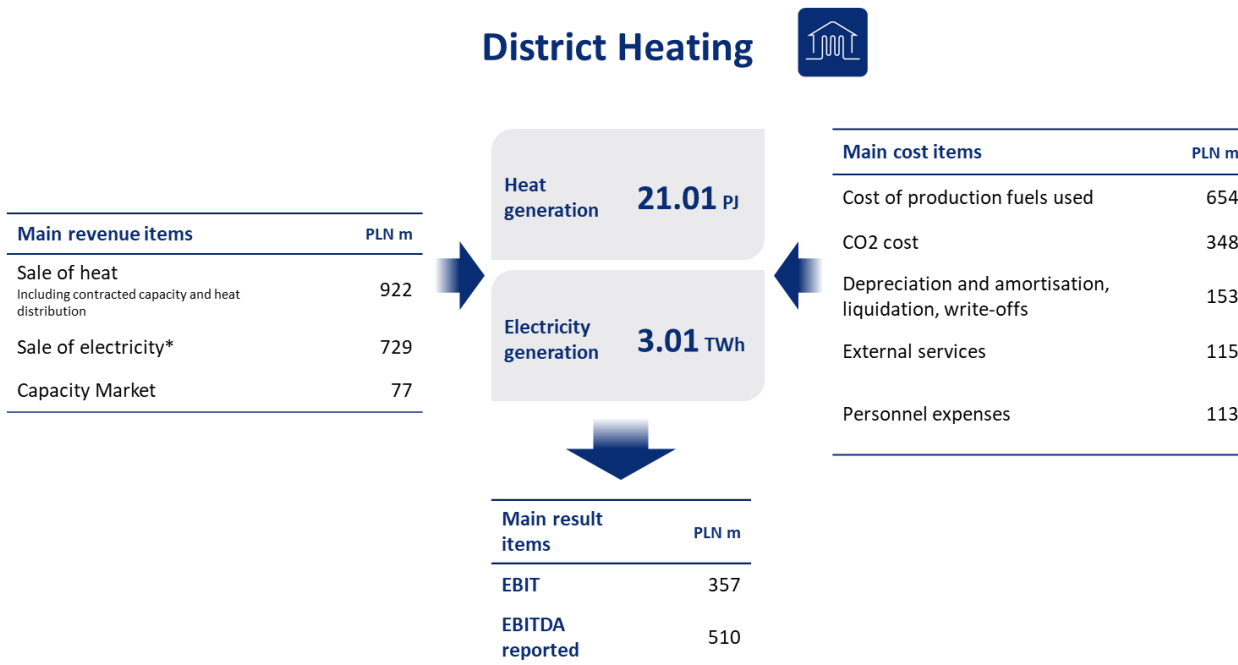 District Heating
Main revenue items PLN m
Sale of heat 922
Including contracted capacity and heat
distribution
Sale of electricity* 729
Capacity Market 77
Heat
generation 21.01 PJ
Electricity
generation 3.01 TWh
Main cost items PLN m
Cost of production fuels used 654
CO2 cost 348
Depreciation and amortisation,
liquidation, write-offs 153
External services 115
Personnel expenses 113
Main result
items PLN m
EBIT 357
EBITDA
reported 510